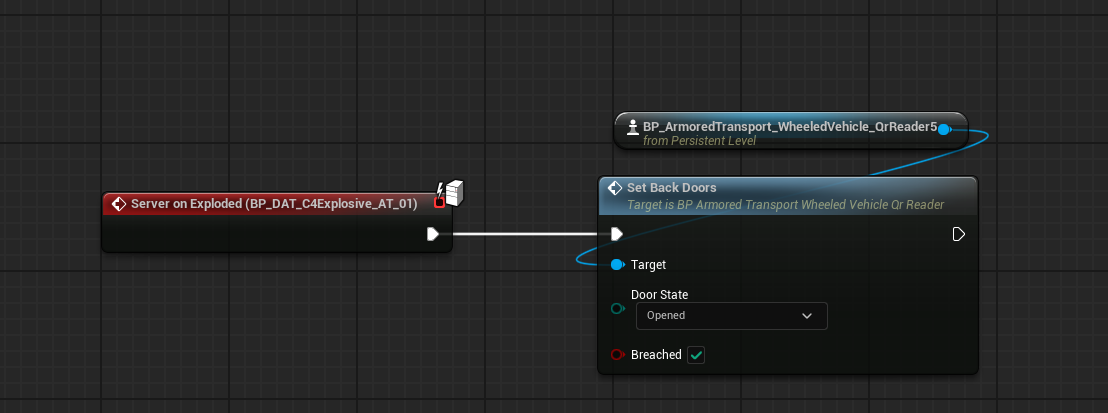 BP_ArmoredTransport_WheeledVehicle_QrReader5
from Persistent Level
Server on Exploded (BP_DAT_C4Explosive_AT_01)
Set Back Doors
Target is BP Armored Transport Wheeled Vehicle Qr Reader
Target
Door State
Opened
Breached